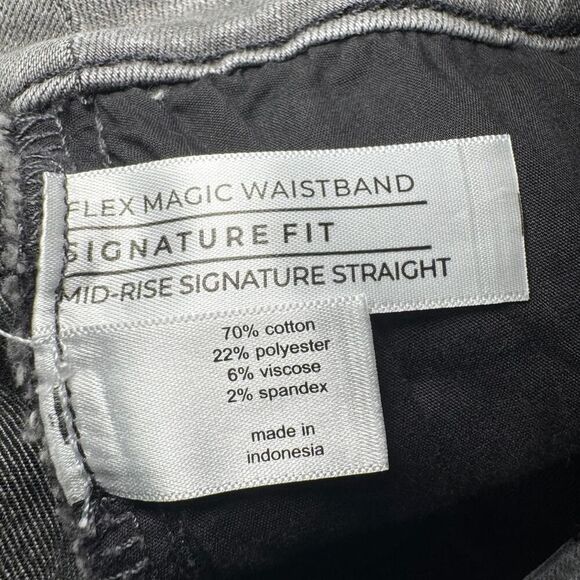 FLEX MAGIC WAISTBAND
SIGNATURE FIT
MID-RISE SIGNATURE STRAIGHT
70% cotton
22% polyester
6% viscose
2% spandex
made in
indonesia